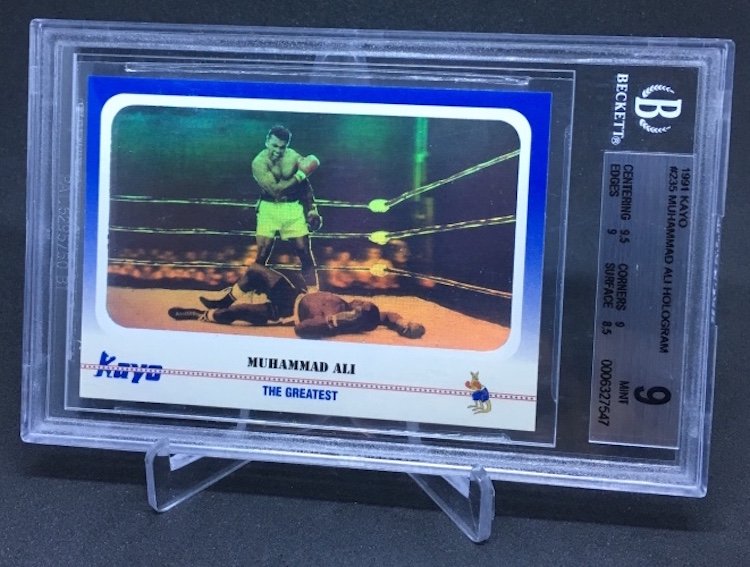 Kayo
MUHAMMAD ALI
THE GREATEST
B
BECKETT®
1991 KAYO
#235 MUHAMMAD ALI HOLOGRAM
CENTERING 9.5 CORNERS 9
EDGES 9 SURFACE 8.5
9
MINT
0006327547